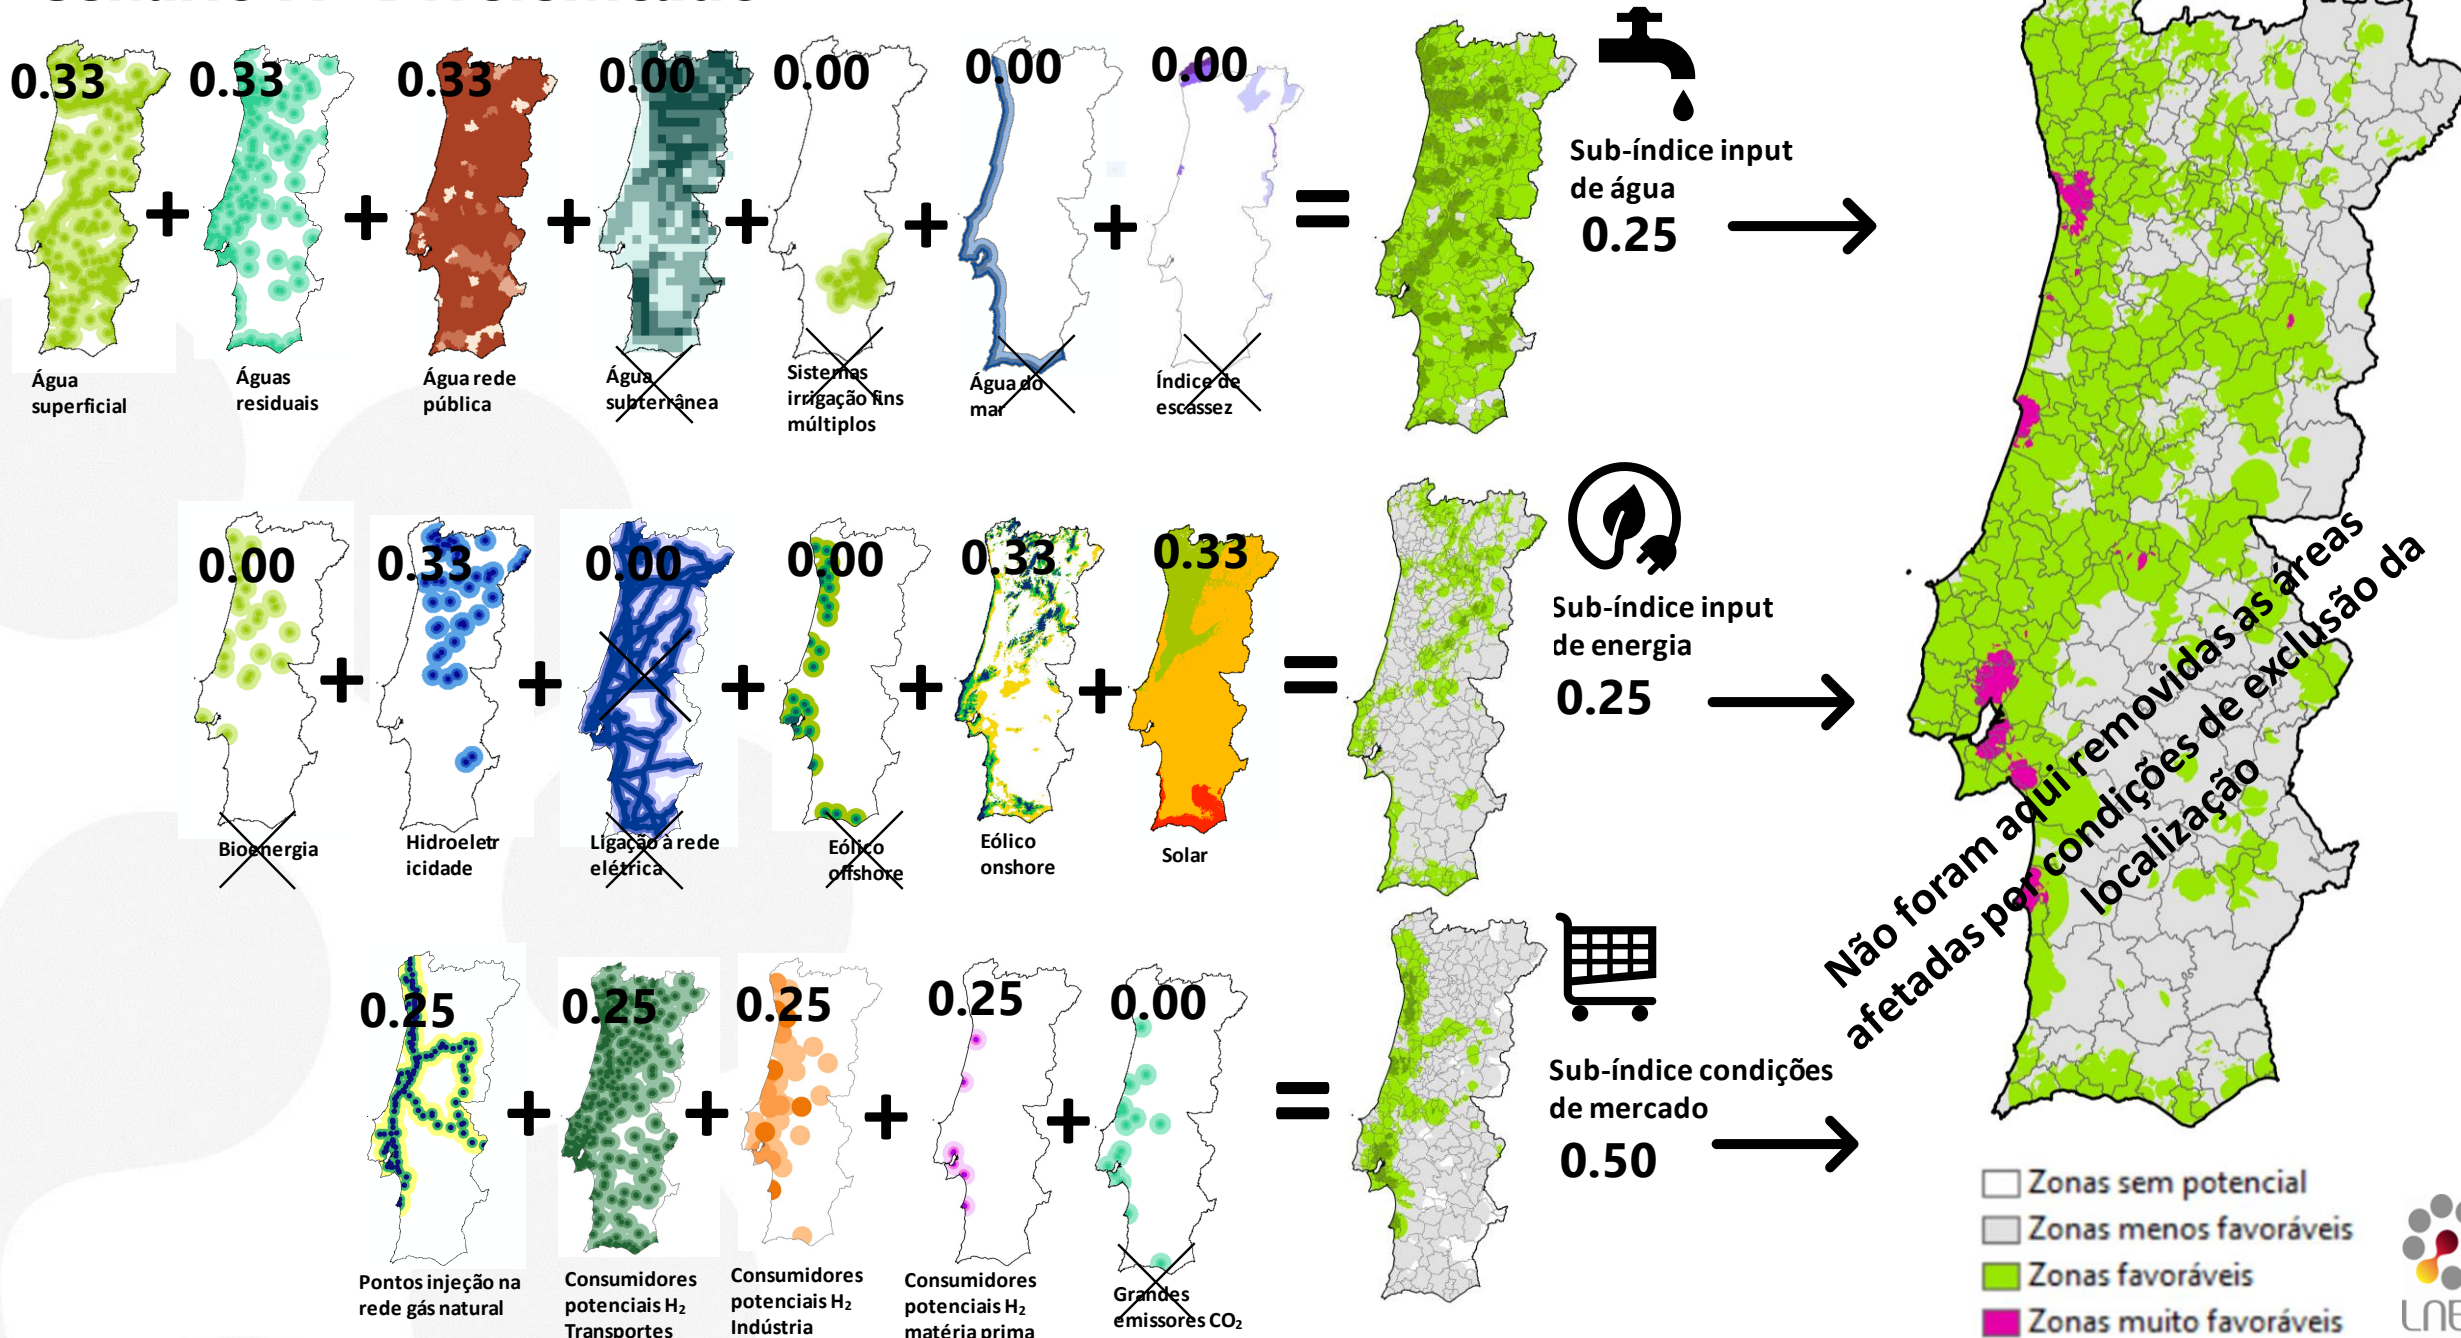 0.33
0.33
0.33
0.00
0.00
0.00
0.00
Água
superficial
Águas
residuais
Água rede
pública
Água
subterrânea
Sistemas
irrigação fins
múltiplos
Água do
mar
Índice de
escassez
Sub-índice input
de água
0.25
0.00
0.33
0.00
0.00
0.33
0.33
Bioenergia
Hidroeletr
icidade
Ligação à rede
elétrica
Eólico
offshore
Eólico
onshore
Solar
Sub-índice input
de energia
0.25
0.25
0.25
0.25
0.25
0.00
Pontos injeção na
rede gás natural
Consumidores
potenciais H₂
Transportes
Consumidores
potenciais H₂
Indústria
Consumidores
potenciais H₂
matéria prima
Grandes
emissores CO₂
Sub-índice condições
de mercado
0.50
Não foram aqui removidas as áreas
afetadas por condições de exclusão da
localização
Zonas sem potencial
Zonas menos favoráveis
Zonas favoráveis
Zonas muito favoráveis